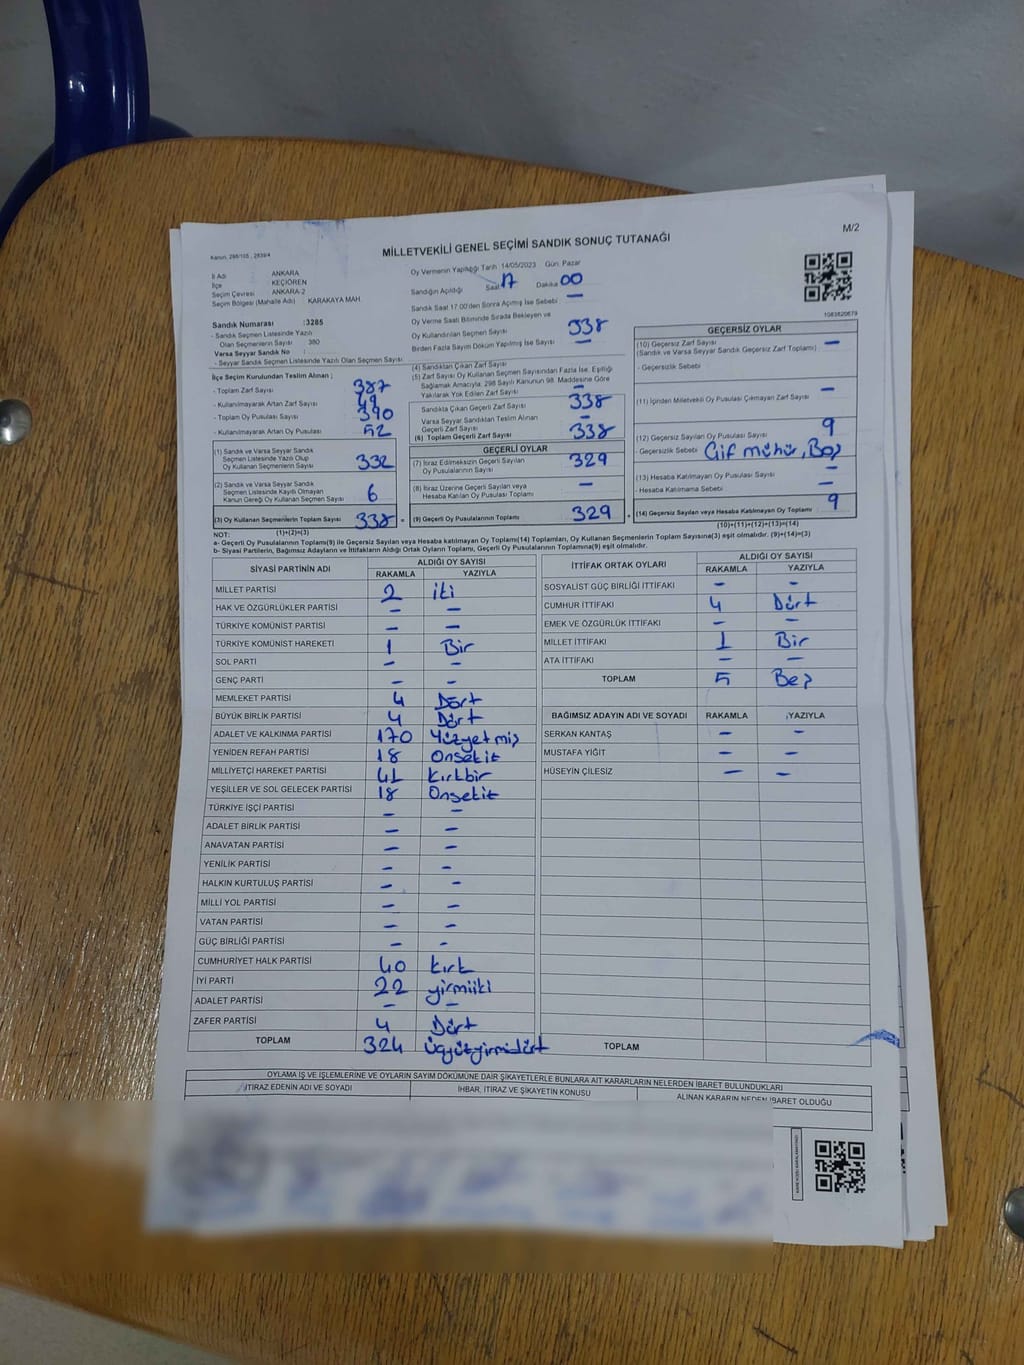 M/2
MİLLETVEKİLİ GENEL SEÇİMİ SANDIK SONUÇ TUTANAĞI
Kanun, 298/105 , 2839/4
İl Adı ANKARA
İlçe KEÇİÖREN
Seçim Çevresi ANKARA-2
Seçim Bölgesi (Mahalle Adı) KARAKAYA MAH.
Sandık Numarası :3285
- Sandık Seçmen Listesinde Yazılı
Olan Seçmenlerin Sayısı 380
Varsa Seyyar Sandık No :
- Seyyar Sandık Seçmen Listesinde Yazılı Olan Seçmen Sayısı
Oy Vermenin Yapıldığı Tarih 14/05/2023 Gün: Pazar
Sandığın Açıldığı Saat 17 Dakika 00
Sandık Saat 17:00'den Sonra Açılmış İse Sebebi : —
Oy Verme Saati Bitiminde Sırada Bekleyen ve
Oy Kullandırılan Seçmen Sayısı 338
Birden Fazla Sayım Döküm Yapılmış İse Sayısı —
1083620679
İlçe Seçim Kurulundan Teslim Alınan ;
- Toplam Zarf Sayısı 387
- Kullanılmayarak Artan Zarf Sayısı 49
- Toplam Oy Pusulası Sayısı 390
- Kullanılmayarak Artan Oy Pusulası 52
(1) Sandık ve Varsa Seyyar Sandık
Seçmen Listesinde Yazılı Olup
Oy Kullanan Seçmenlerin Sayısı 332
(2) Sandık ve Varsa Seyyar Sandık
Seçmen Listesinde Kayıtlı Olmayan
Kanun Gereği Oy Kullanan Seçmen Sayısı 6
(3) Oy Kullanan Seçmenlerin Toplam Sayısı 338
(1)+(2)=(3)
(4) Sandıktan Çıkan Zarf Sayısı
(5) Zarf Sayısı Oy Kullanan Seçmen Sayısından Fazla İse, Eşitliği
Sağlamak Amacıyla, 298 Sayılı Kanunun 98. Maddesine Göre
Yakılarak Yok Edilen Zarf Sayısı —
Sandıkta Çıkan Geçerli Zarf Sayısı 338
Varsa Seyyar Sandıktan Teslim Alınan
Geçerli Zarf Sayısı —
(6) Toplam Geçerli Zarf Sayısı 338
GEÇERLİ OYLAR
(7) İtiraz Edilmeksizin Geçerli Sayılan
Oy Pusulalarının Sayısı 329
(8) İtiraz Üzerine Geçerli Sayılan veya
Hesaba Katılan Oy Pusulası Toplamı —
= (9) Geçerli Oy Pusulalarının Toplamı 329
GEÇERSİZ OYLAR
(10) Geçersiz Zarf Sayısı —
(Sandık ve Varsa Seyyar Sandık Geçersiz Zarf Toplamı)
- Geçersizlik Sebebi
(11) İçinden Milletvekili Oy Pusulası Çıkmayan Zarf Sayısı —
(12) Geçersiz Sayılan Oy Pusulası Sayısı 9
- Geçersizlik Sebebi Çif mühür, Boş
(13) Hesaba Katılmayan Oy Pusulası Sayısı —
- Hesaba Katılmama Sebebi —
+ (14) Geçersiz Sayılan veya Hesaba Katılmayan Oy Toplamı 9
(10)+(11)+(12)+(13)=(14)
NOT:
a- Geçerli Oy Pusulalarının Toplamı(9) ile Geçersiz Sayılan veya Hesaba katılmayan Oy Toplamı(14) Toplamları, Oy Kullanan Seçmenlerin Toplam Sayısına(3) eşit olmalıdır. (9)+(14)=(3)
b- Siyasi Partilerin, Bağımsız Adayların ve İttifakların Aldığı Ortak Oyların Toplamı, Geçerli Oy Pusulalarının Toplamına(9) eşit olmalıdır.
SİYASİ PARTİNİN ADI ALDIĞI OY SAYISI
RAKAMLA YAZIYLA
MİLLET PARTİSİ 2 iki
HAK VE ÖZGÜRLÜKLER PARTİSİ — —
TÜRKİYE KOMÜNİST PARTİSİ — —
TÜRKİYE KOMÜNİST HAREKETİ 1 Bir
SOL PARTİ — —
GENÇ PARTİ — —
MEMLEKET PARTİSİ 4 Dört
BÜYÜK BİRLİK PARTİSİ 4 Dört
ADALET VE KALKINMA PARTİSİ 170 Yüzyetmiş
YENİDEN REFAH PARTİSİ 18 Onsekiz
MİLLİYETÇİ HAREKET PARTİSİ 41 Kırkbir
YEŞİLLER VE SOL GELECEK PARTİSİ 18 Onsekiz
TÜRKİYE İŞÇİ PARTİSİ — —
ADALET BİRLİK PARTİSİ — —
ANAVATAN PARTİSİ — —
YENİLİK PARTİSİ — —
HALKIN KURTULUŞ PARTİSİ — —
MİLLİ YOL PARTİSİ — —
VATAN PARTİSİ — —
GÜÇ BİRLİĞİ PARTİSİ — —
CUMHURİYET HALK PARTİSİ 40 kırk
İYİ PARTİ 22 yirmiiki
ADALET PARTİSİ — —
ZAFER PARTİSİ 4 Dört
TOPLAM 324 üçyüzyirmidört
İTTİFAK ORTAK OYLARI ALDIĞI OY SAYISI
RAKAMLA YAZIYLA
SOSYALİST GÜÇ BİRLİĞİ İTTİFAKI — —
CUMHUR İTTİFAKI 4 Dört
EMEK VE ÖZGÜRLÜK İTTİFAKI — —
MİLLET İTTİFAKI 1 Bir
ATA İTTİFAKI — —
TOPLAM 5 Beş
BAĞIMSIZ ADAYIN ADI VE SOYADI RAKAMLA YAZIYLA
SERKAN KANTAŞ — —
MUSTAFA YİĞİT — —
HÜSEYİN ÇİLESİZ — —
TOPLAM
OYLAMA İŞ VE İŞLEMLERİNE VE OYLARIN SAYIM DÖKÜMÜNE DAİR ŞİKAYETLERLE BUNLARA AİT KARARLARIN NELERDEN İBARET BULUNDUKLARI
İTİRAZ EDENİN ADI VE SOYADI İHBAR, İTİRAZ VE ŞİKAYETİN KONUSU ALINAN KARARIN NEDEN İBARET OLDUĞU